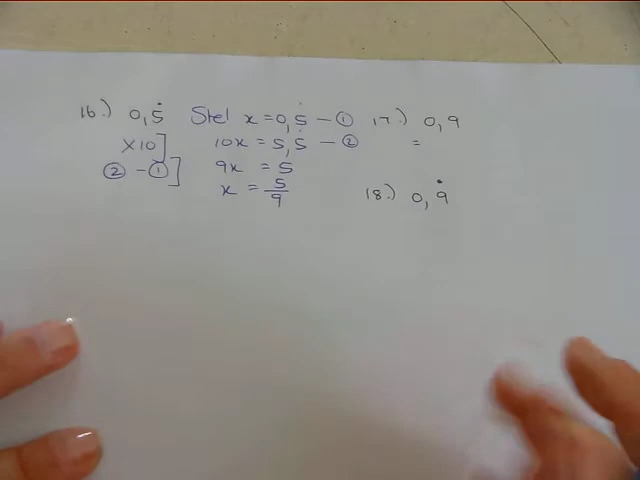 16.) 0,5̇ Stel x = 0,5̇ – ①
×10] 10x = 5,5̇ – ②
② – ①] 9x = 5
x = 5/9
17.) 0,9
=
18.) 0,9̇